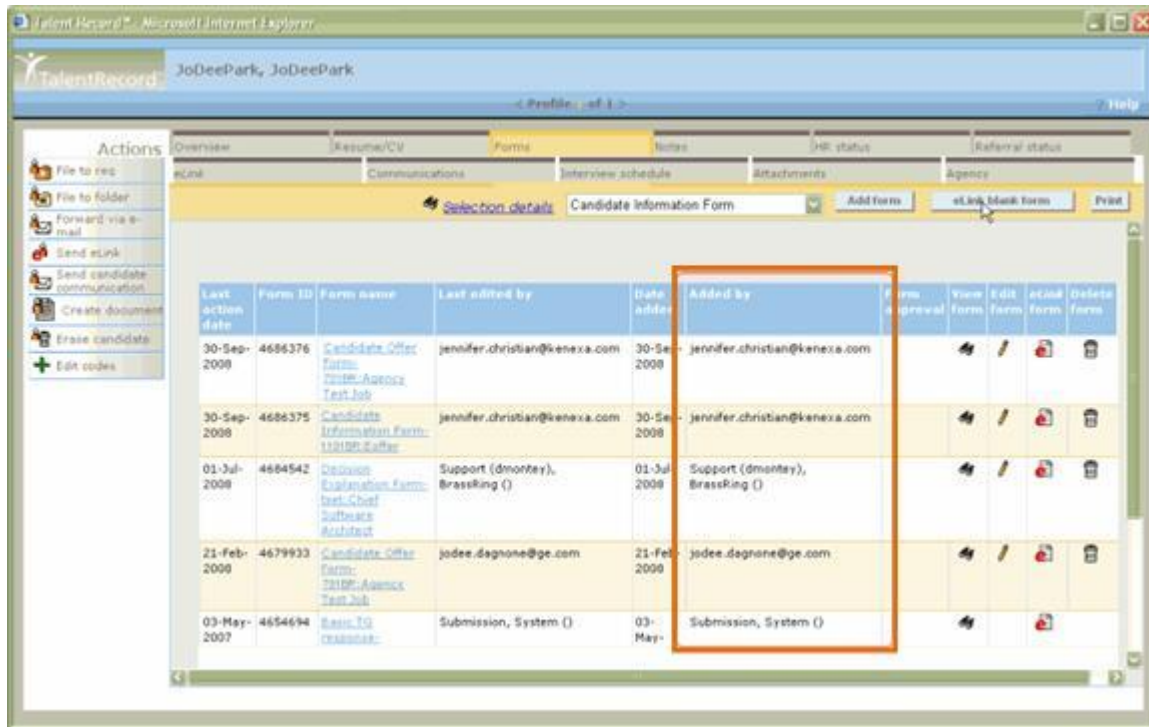 Talent Record* - Microsoft Internet Explorer
TalentRecord
JoDeePark, JoDeePark
< Profile of 1 >
? Help
Actions
Overview Resume/CV Forms Notes HR status Referral status
eLink Communications Interview schedule Attachments Agency
File to req
File to folder
Forward via e-
mail
Send eLink
Send candidate
communication
Create document
Erase candidate
Edit codes
Selection details Candidate Information Form Add form eLink blank form Print
Last action date Form ID Form name Last edited by Date added Added by Form approval View form Edit form eLink form Delete form
30-Sep- 4686376 Candidate Offer jennifer.christian@kenexa.com 30-Sep- jennifer.christian@kenexa.com
2008 Form- 2008
701BR:Agency
Test Job
30-Sep- 4686375 Candidate jennifer.christian@kenexa.com 30-Sep- jennifer.christian@kenexa.com
2008 Information Form- 2008
1101BR:
01-Jul- 4684542 Decision Support (dmontey), 01-Jul- Support (dmontey),
2008 Explanation Form- BrassRing () 2008 BrassRing ()
test:Chief
Software
Architect
21-Feb- 4679933 Candidate Offer jodee.dagnone@ge.com 21-Feb- jodee.dagnone@ge.com
2008 Form- 2008
701BR:Agency
Test Job
03-May- 4654694 Basic TG Submission, System () 03- Submission, System ()
2007 response- May-